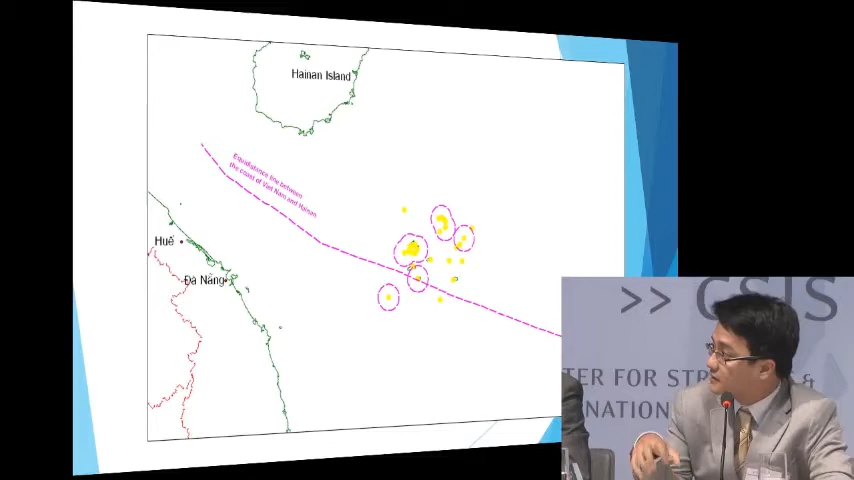 Hainan Island
Equidistance line between
the coast of Viet Nam and Hainan
Huế
Đà Nẵng
>> CSIS
TER FOR STR &
NATION